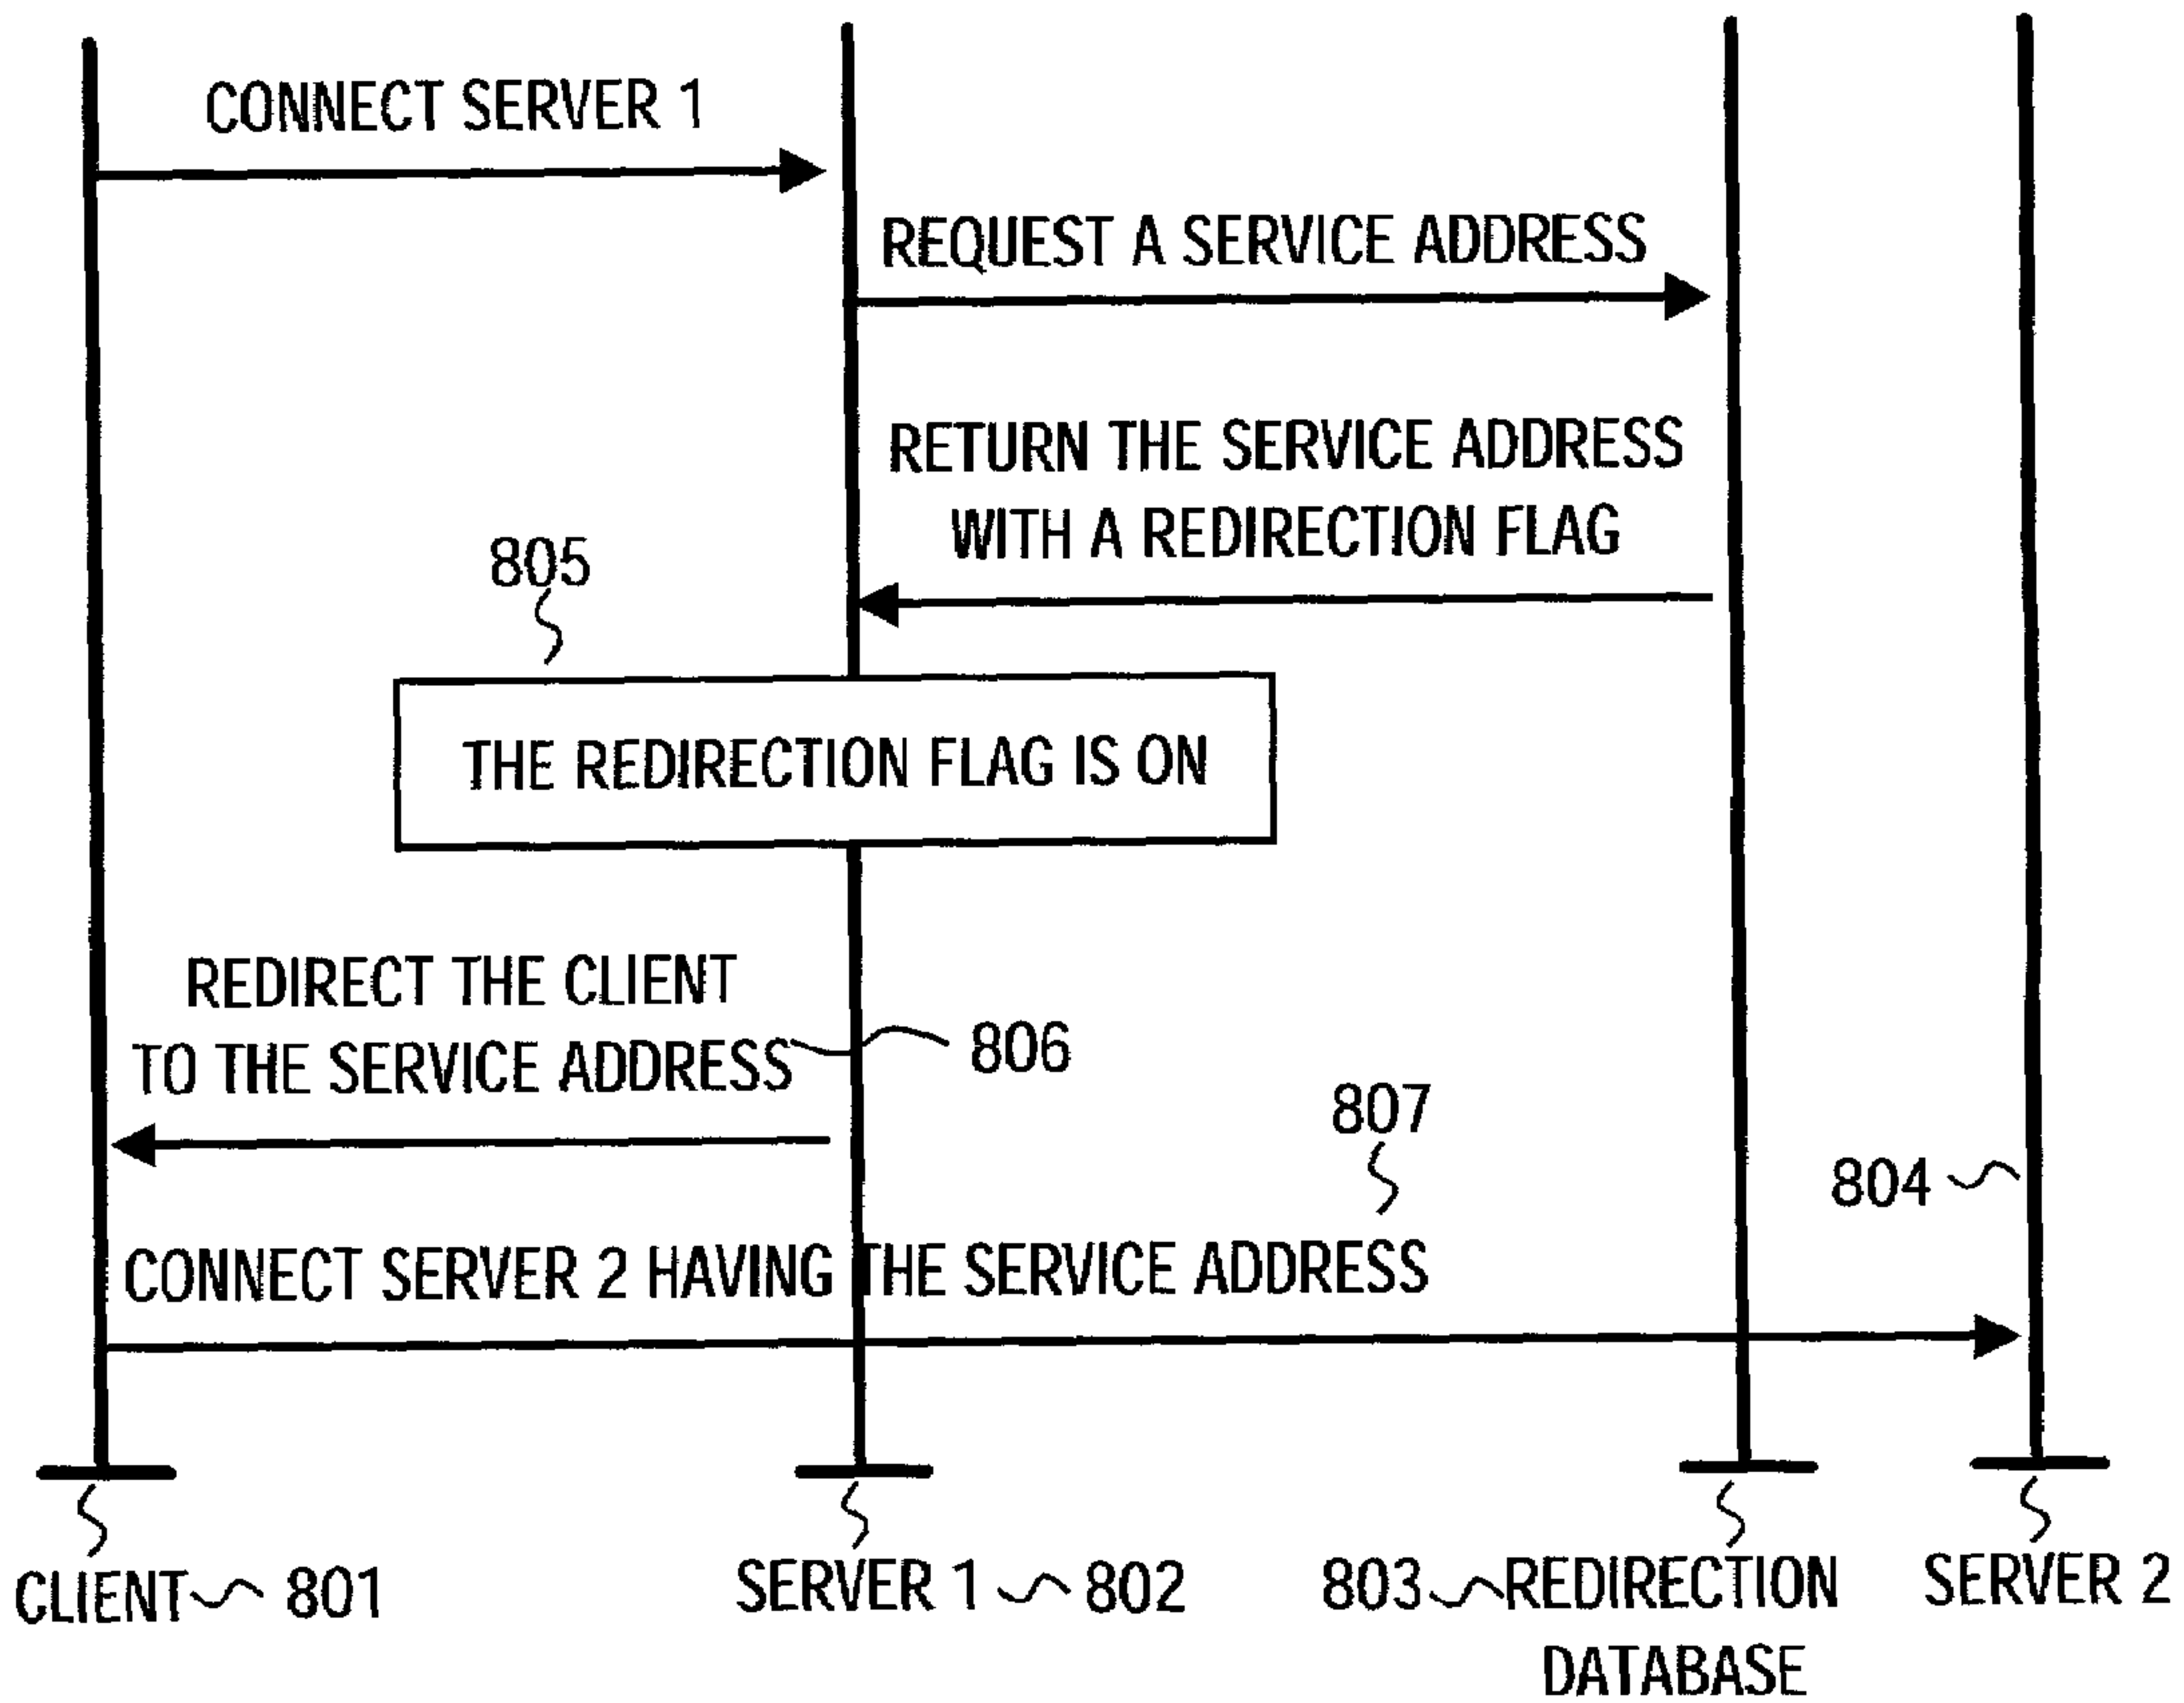 CONNECT SERVER 1
REQUEST A SERVICE ADDRESS
RETURN THE SERVICE ADDRESS
WITH A REDIRECTION FLAG
805
THE REDIRECTION FLAG IS ON
REDIRECT THE CLIENT
TO THE SERVICE ADDRESS
806
807
804
CONNECT SERVER 2 HAVING THE SERVICE ADDRESS
CLIENT 801
SERVER 1 802
803 REDIRECTION
DATABASE
SERVER 2